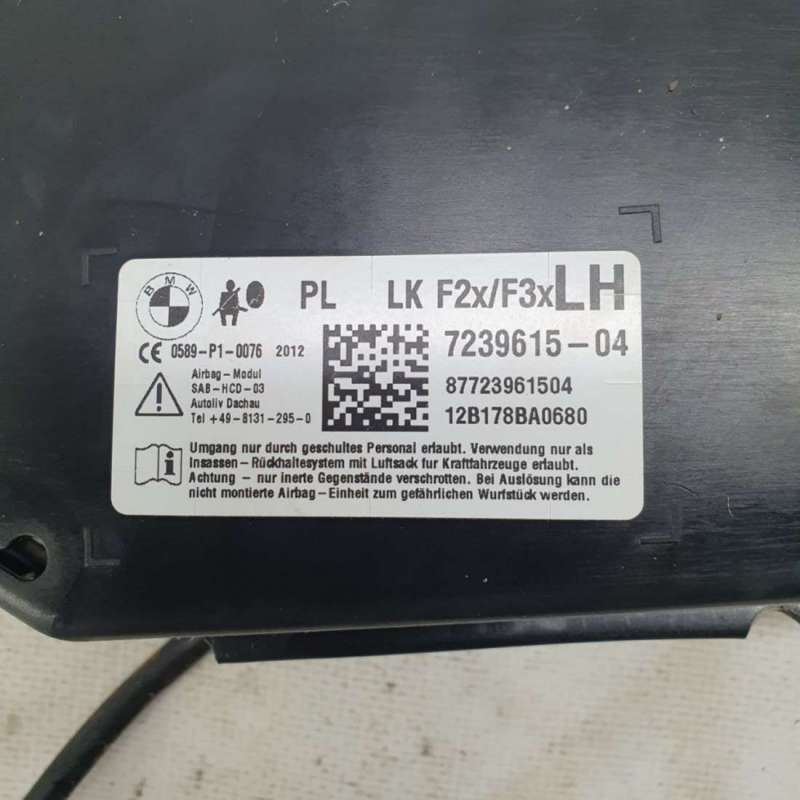 BMW
PL LK F2x/F3x LH
CE 0589-P1-0076 2012
7239615-04
Airbag-Modul
SAB-HCD-03
Autoliv Dachau
Tel +49-8131-295-0
87723961504
12B178BA0680
Umgang nur durch geschultes Personal erlaubt. Verwendung nur als
Insassen-Rückhaltesystem mit Luftsack fur Kraftfahrzeuge erlaubt.
Achtung - nur inerte Gegenstände verschrotten. Bei Auslösung kann die
nicht montierte Airbag-Einheit zum gefährlichen Wurfstück werden.